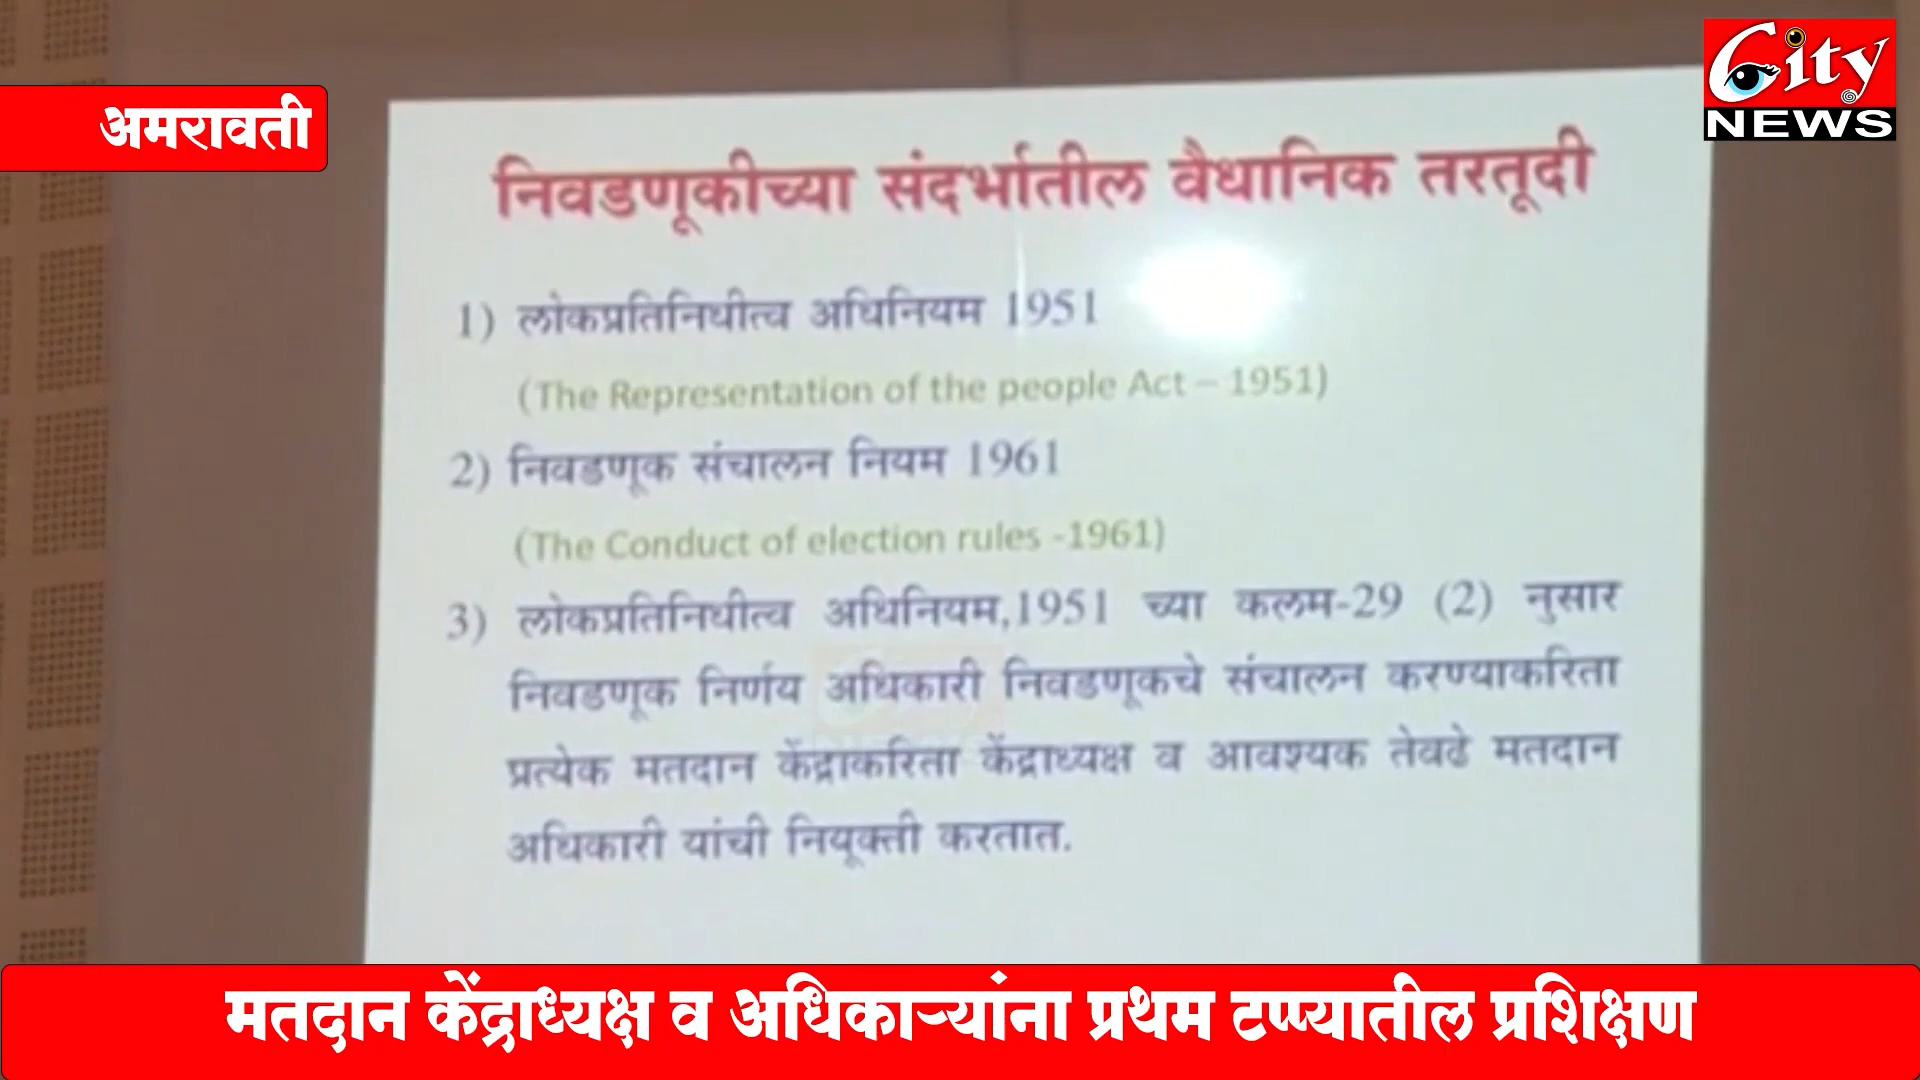 अमरावती
City
NEWS
निवडणूकीच्या संदर्भातील वैधानिक तरतूदी
1) लोकप्रतिनिधीत्व अधिनियम 1951
(The Representation of the people Act – 1951)
2) निवडणूक संचालन नियम 1961
(The Conduct of election rules -1961)
3) लोकप्रतिनिधीत्व अधिनियम,1951 च्या कलम-29 (2) नुसार
निवडणूक निर्णय अधिकारी निवडणूकचे संचालन करण्याकरिता
प्रत्येक मतदान केंद्राकरिता केंद्राध्यक्ष व आवश्यक तेवढे मतदान
अधिकारी यांची नियूक्ती करतात.
मतदान केंद्राध्यक्ष व अधिकाऱ्यांना प्रथम टप्प्यातील प्रशिक्षण